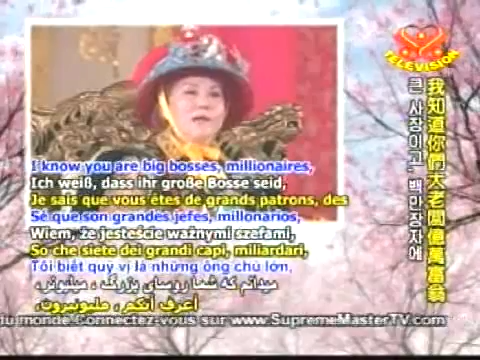 TELEVISION
I know you are big bosses, millionaires,
Ich weiß, dass ihr große Bosse seid,
Je sais que vous êtes de grands patrons, des
Sé que son grandes jefes, millonarios,
Wiem, że jesteście ważnymi szefami,
So che siete dei grandi capi, miliardari,
Tôi biết quý vị là những ông chủ lớn,
میدانم که شما روسای بزرگ ، میلیونر،
أعرف أنكم، مليونيرون،
我知道你們大老闆億萬富翁
큰 사장이고, 백만장자에
monde.Connectez-vous sur www.SupremeMasterTV.com